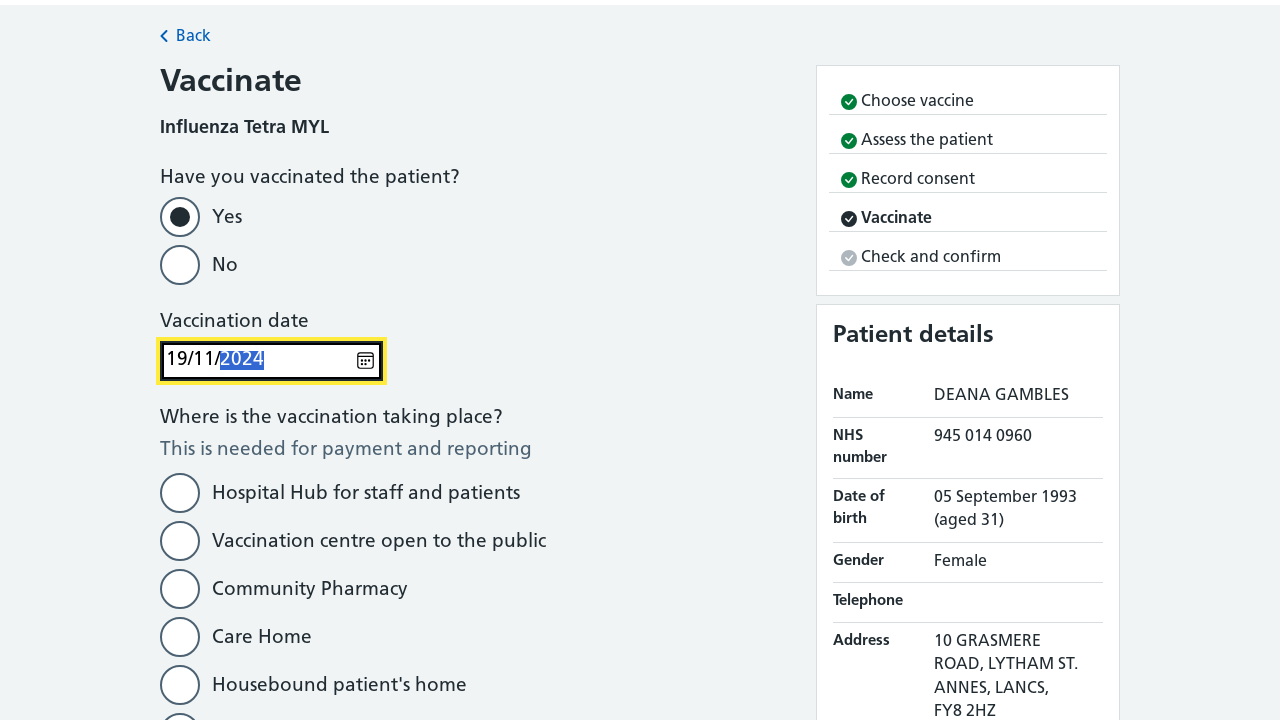 Back
Vaccinate
Influenza Tetra MYL
Have you vaccinated the patient?
Yes
No
Vaccination date
19/11/2024
Where is the vaccination taking place?
This is needed for payment and reporting
Hospital Hub for staff and patients
Vaccination centre open to the public
Community Pharmacy
Care Home
Housebound patient's home
Choose vaccine
Assess the patient
Record consent
Vaccinate
Check and confirm
Patient details
Name DEANA GAMBLES
NHS number 945 014 0960
Date of birth 05 September 1993
(aged 31)
Gender Female
Telephone
Address 10 GRASMERE
ROAD, LYTHAM ST.
ANNES, LANCS,
FY8 2HZ